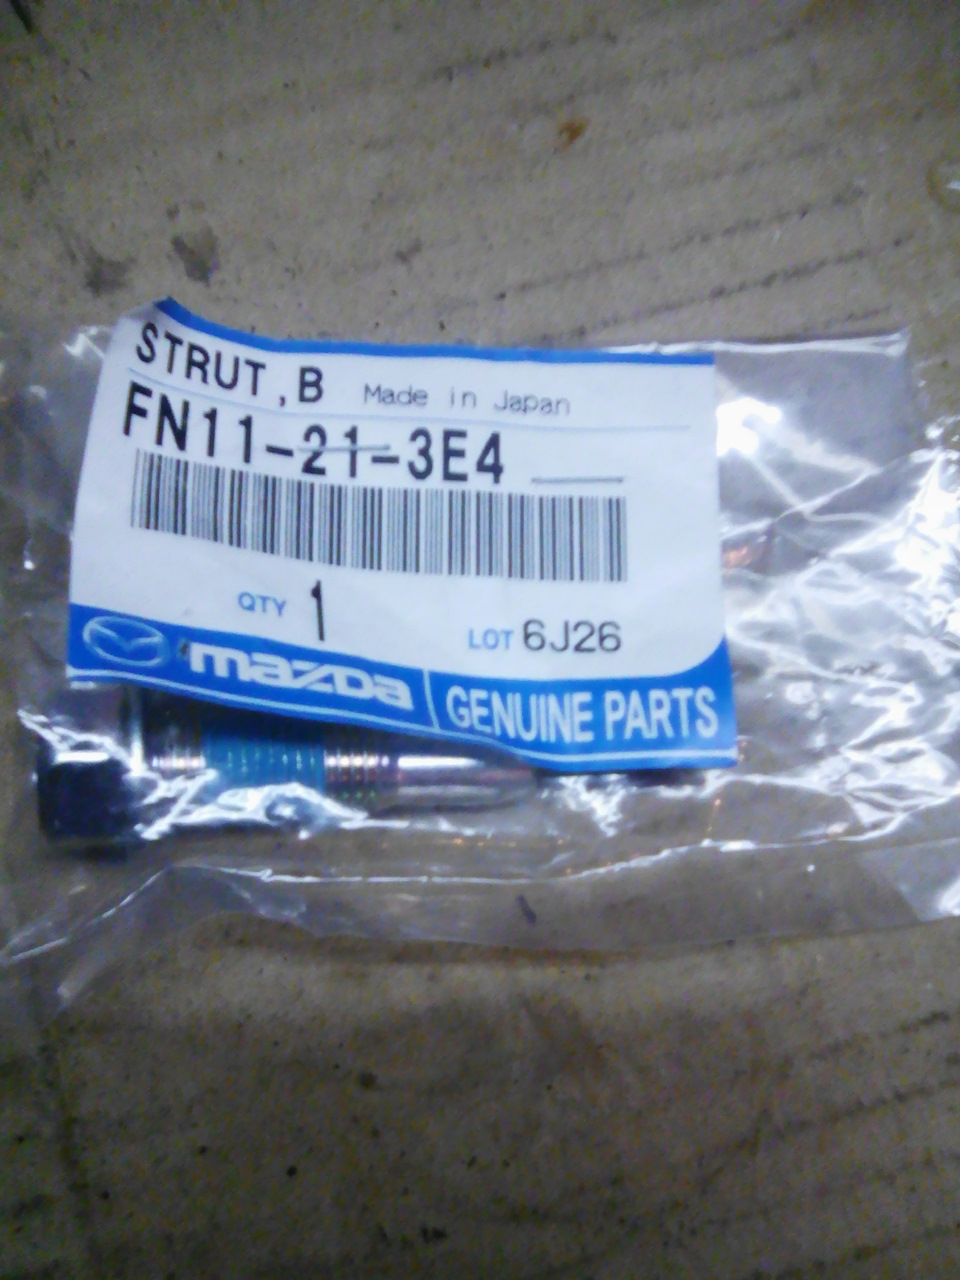 STRUT,B Made in Japan
FN11-21-3E4
QTY 1
LOT 6J26
mazda GENUINE PARTS